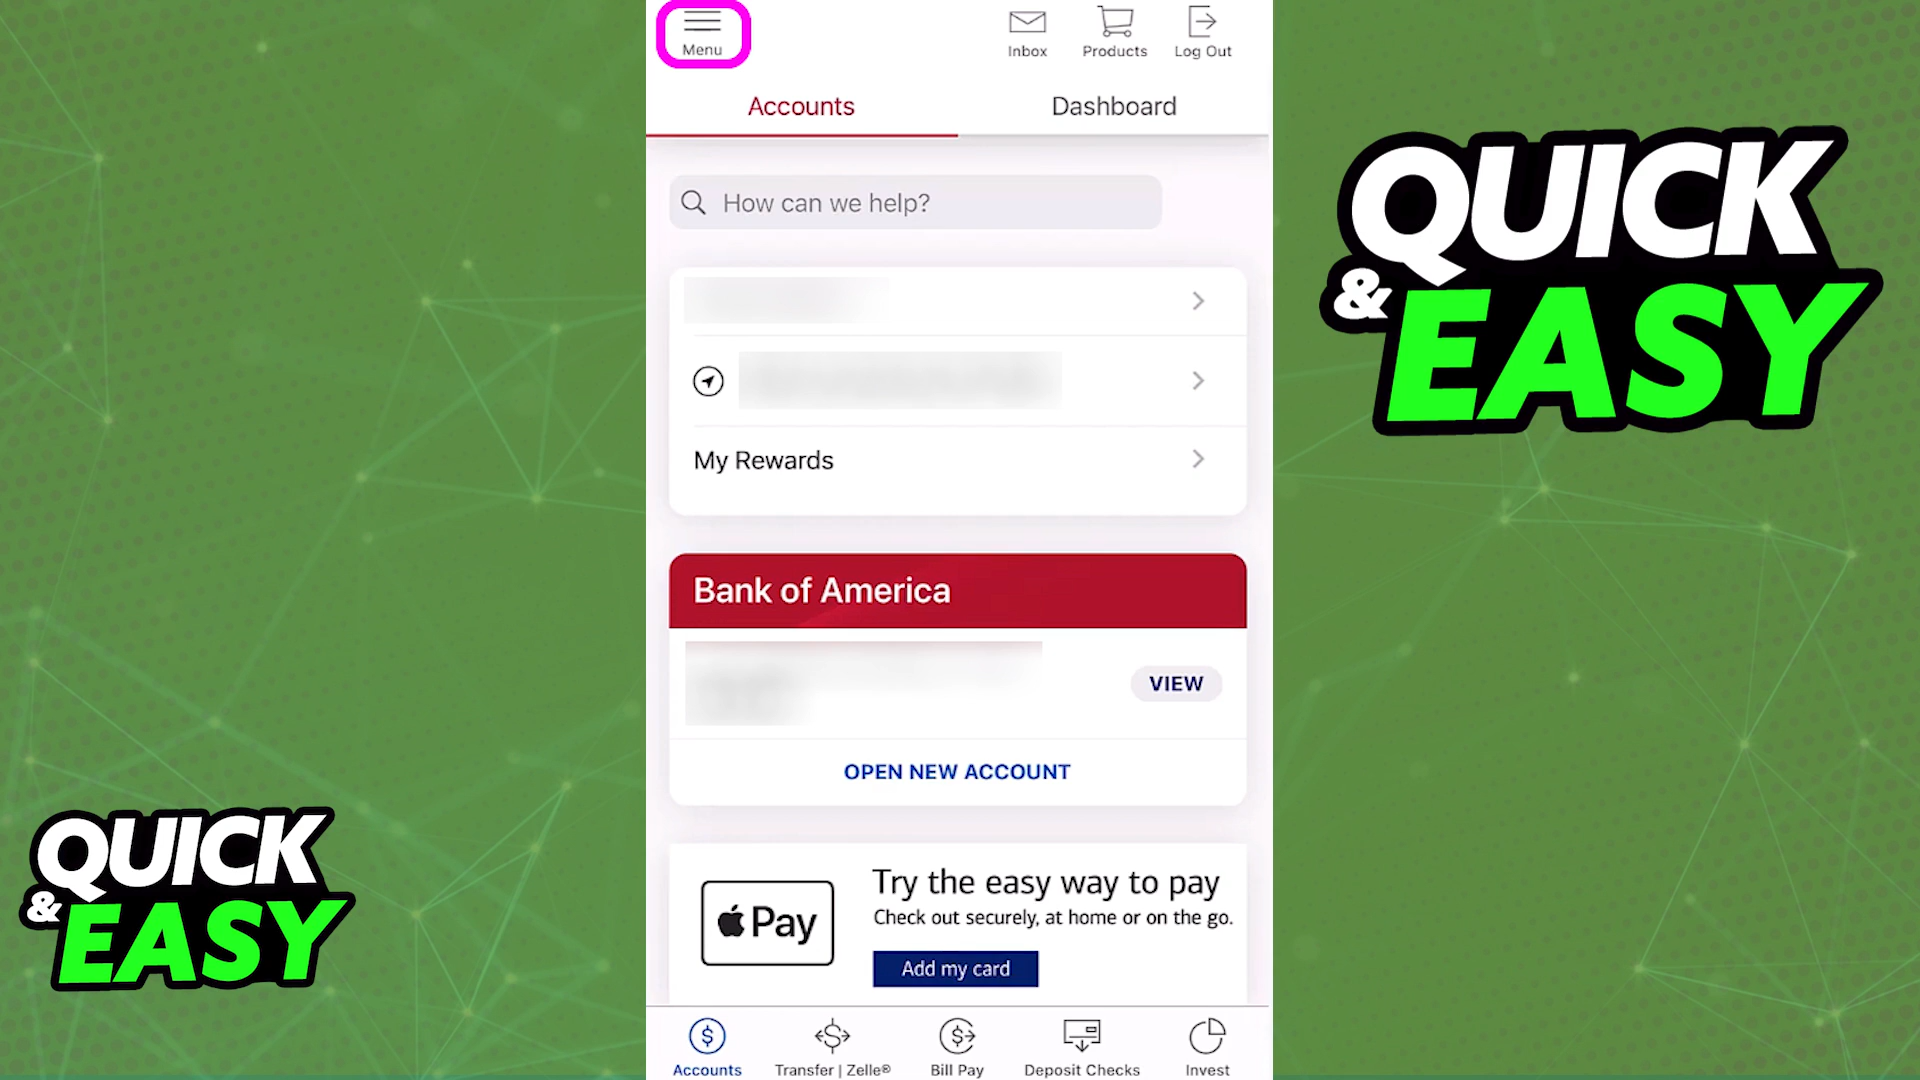 Menu
Inbox
Products
Log Out
Accounts
Dashboard
How can we help?
My Rewards
Bank of America
VIEW
OPEN NEW ACCOUNT
Pay
Try the easy way to pay
Check out securely, at home or on the go.
Add my card
Accounts
Transfer | Zelle®
Bill Pay
Deposit Checks
Invest
QUICK
& EASY
QUICK
& EASY